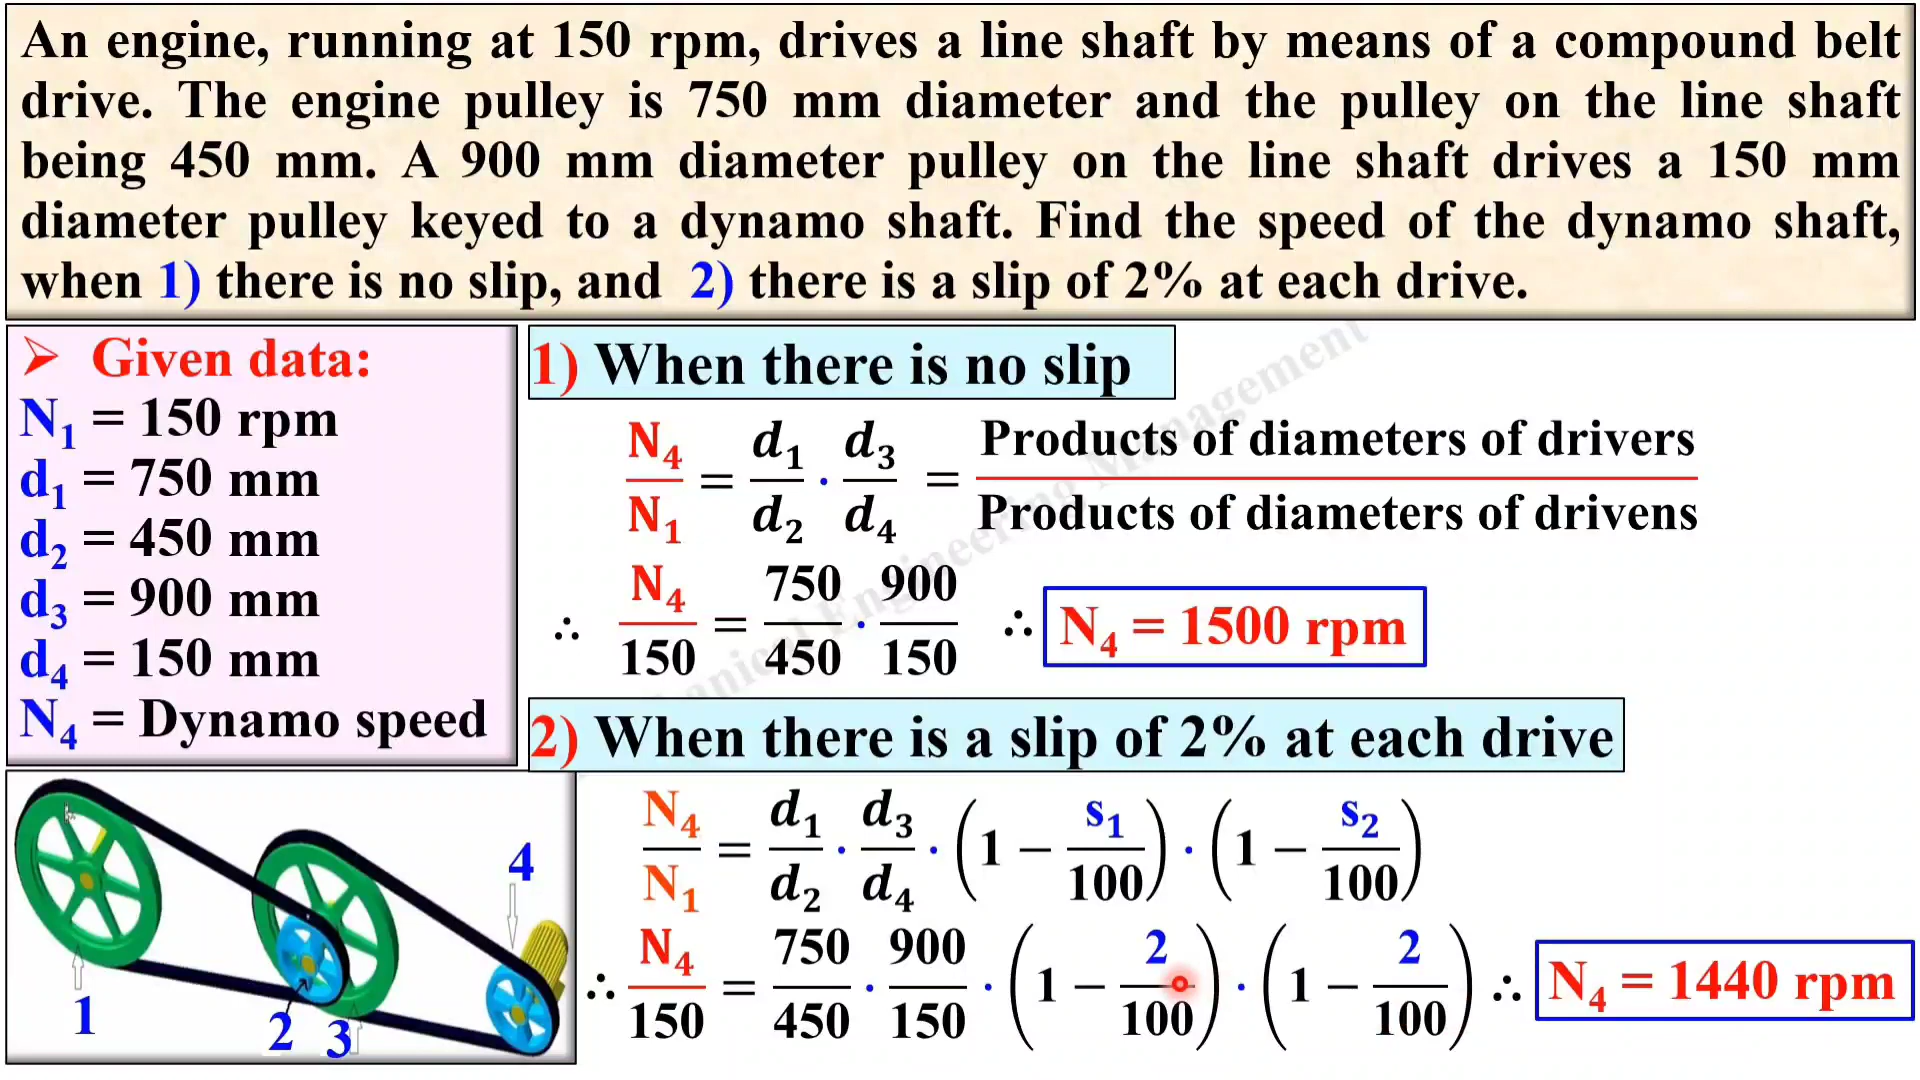 An engine, running at 150 rpm, drives a line shaft by means of a compound belt
drive. The engine pulley is 750 mm diameter and the pulley on the line shaft
being 450 mm. A 900 mm diameter pulley on the line shaft drives a 150 mm
diameter pulley keyed to a dynamo shaft. Find the speed of the dynamo shaft,
when 1) there is no slip, and 2) there is a slip of 2% at each drive.
➢ Given data:
N₁ = 150 rpm
d₁ = 750 mm
d₂ = 450 mm
d₃ = 900 mm
d₄ = 150 mm
N₄ = Dynamo speed
1) When there is no slip
N₄/N₁ = d₁/d₂ · d₃/d₄ = Products of diameters of drivers / Products of diameters of drivens
∴ N₄/150 = 750/450 · 900/150 ∴ N₄ = 1500 rpm
2) When there is a slip of 2% at each drive
N₄/N₁ = d₁/d₂ · d₃/d₄ · (1 − s₁/100) · (1 − s₂/100)
∴ N₄/150 = 750/450 · 900/150 · (1 − 2/100) · (1 − 2/100) ∴ N₄ = 1440 rpm
1
2
3
4
Engineering Management